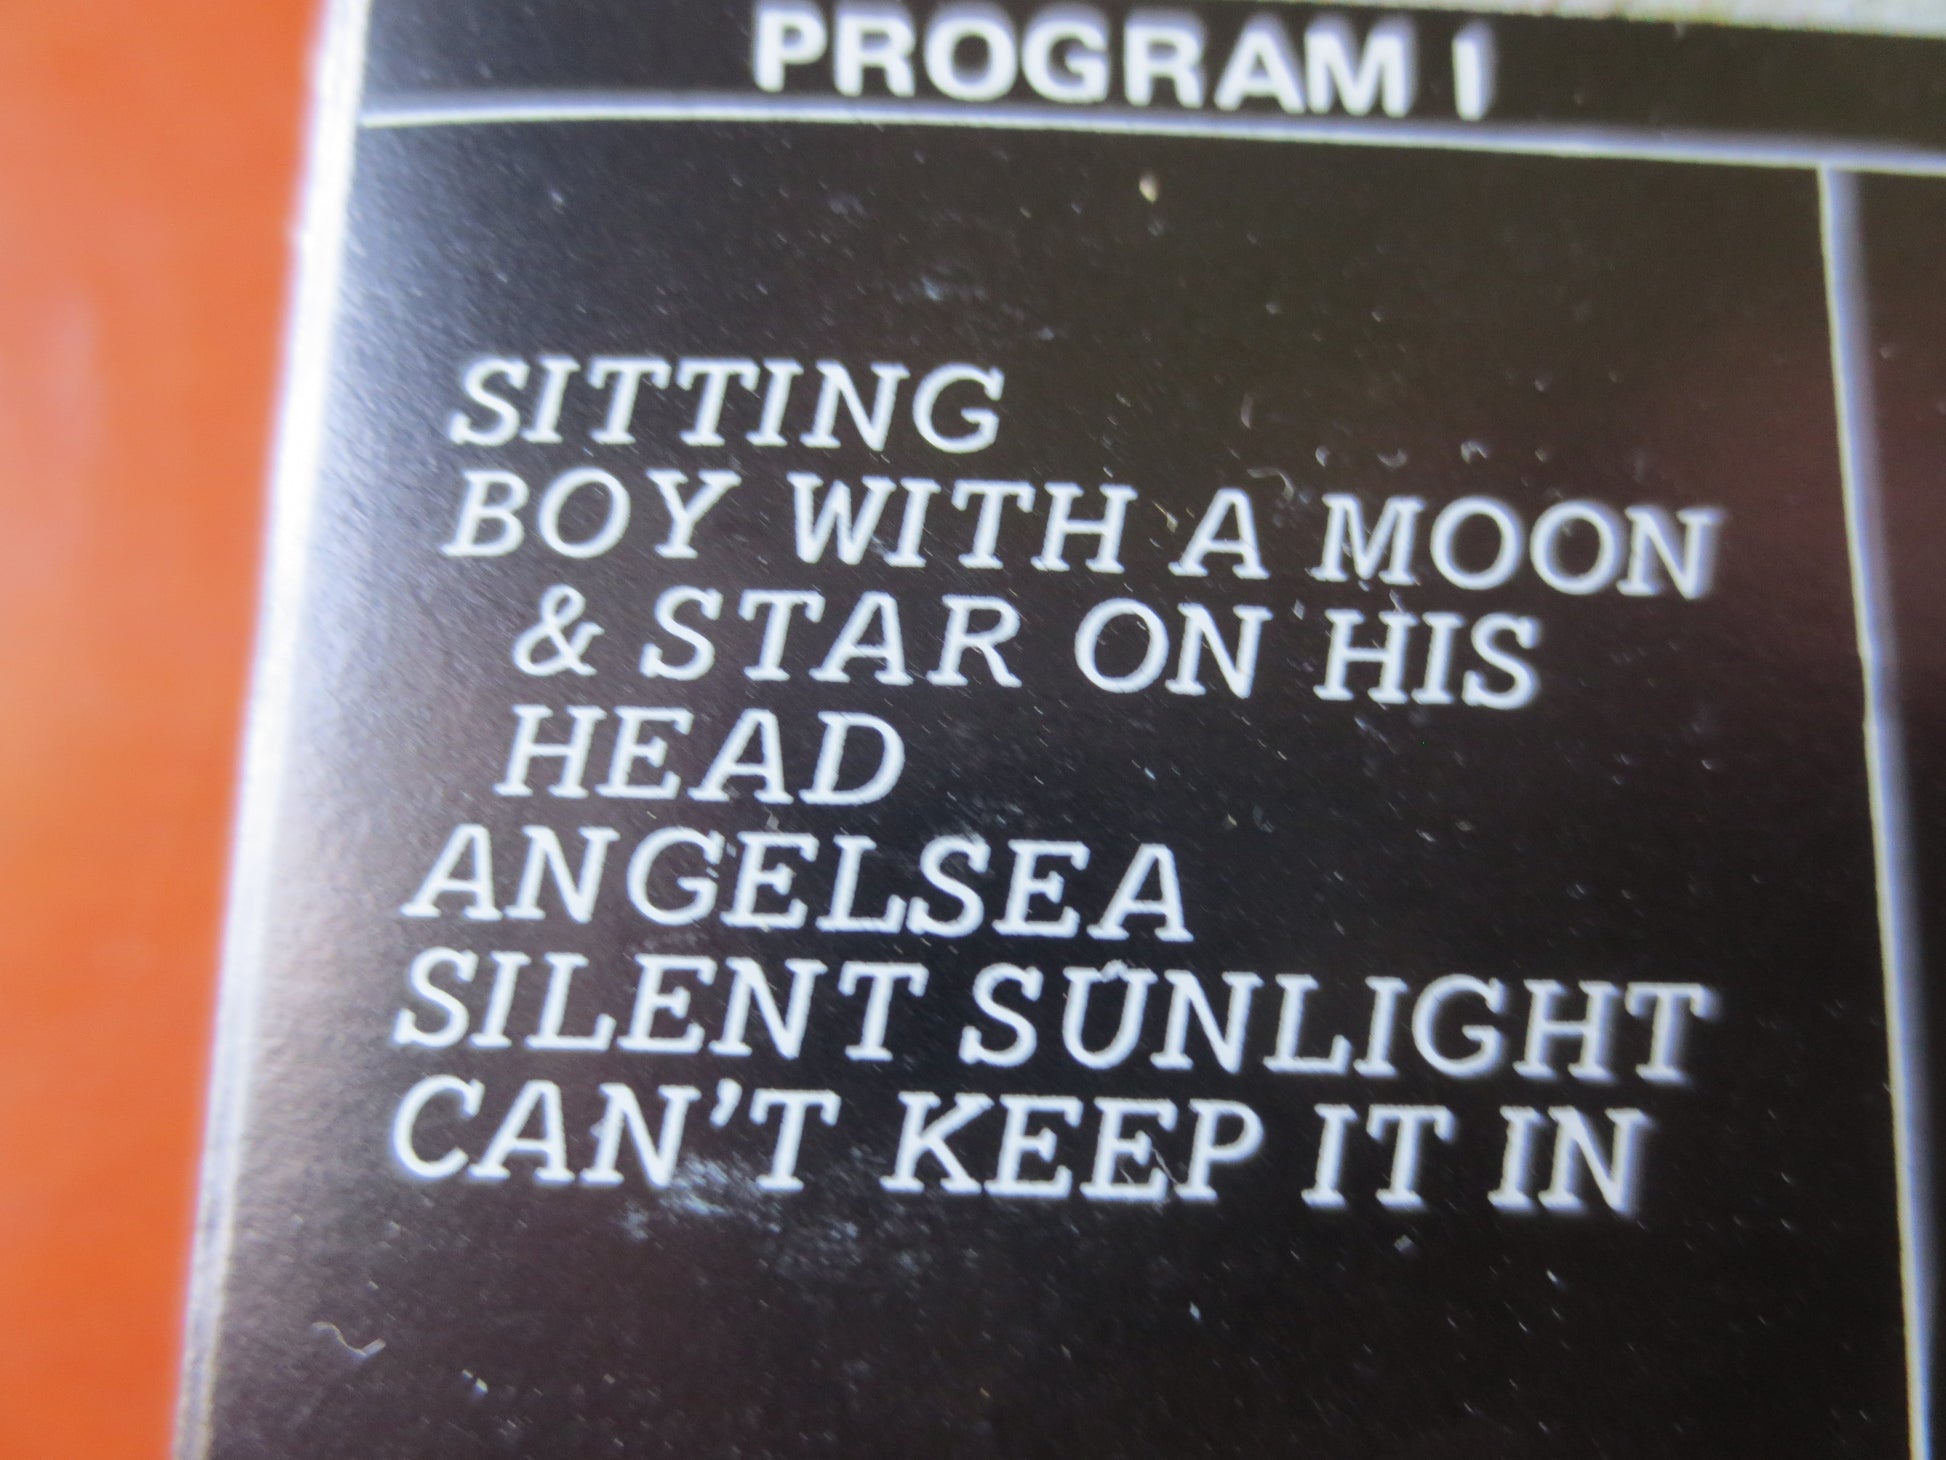 PROGRAM I
SITTING
BOY WITH A MOON
& STAR ON HIS
HEAD
ANGELSEA
SILENT SUNLIGHT
CAN'T KEEP IT IN